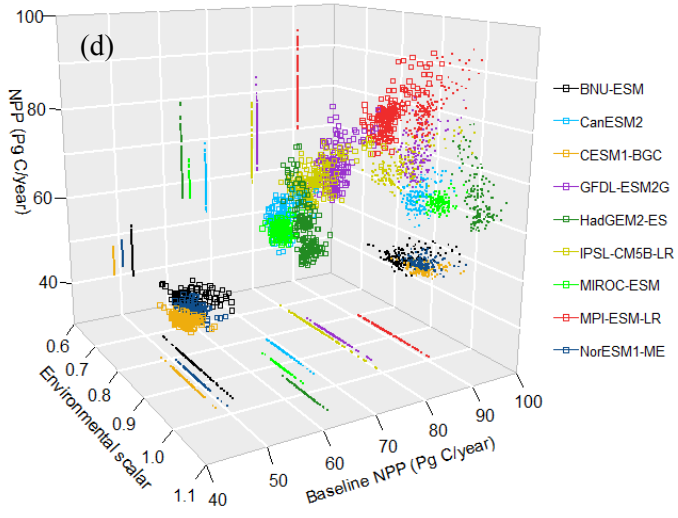 (d)
100
80
60
40
NPP (Pg C/year)
0.6
0.7
0.8
0.9
1.0
1.1
Environmental scalar
40
50
60
70
80
90
100
Baseline NPP (Pg C/year)
BNU-ESM
CanESM2
CESM1-BGC
GFDL-ESM2G
HadGEM2-ES
IPSL-CM5B-LR
MIROC-ESM
MPI-ESM-LR
NorESM1-ME